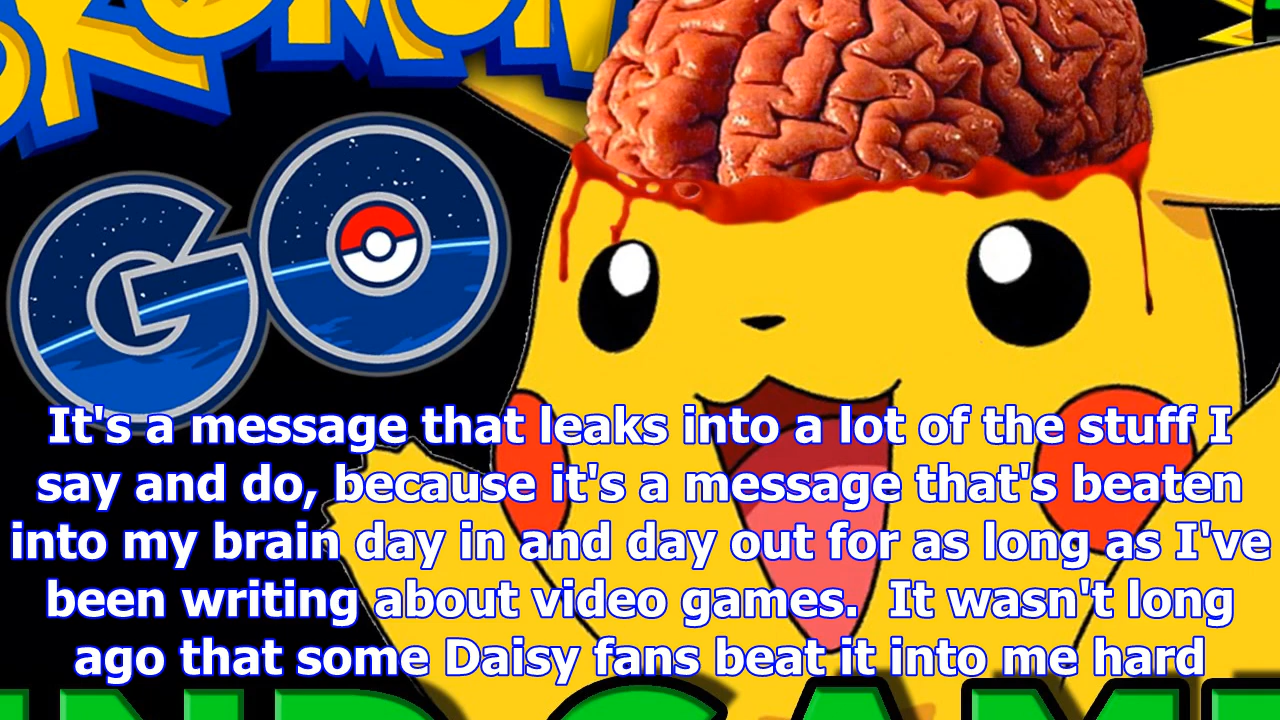 GO
It's a message that leaks into a lot of the stuff I
say and do, because it's a message that's beaten
into my brain day in and day out for as long as I've
been writing about video games.  It wasn't long
ago that some Daisy fans beat it into me hard